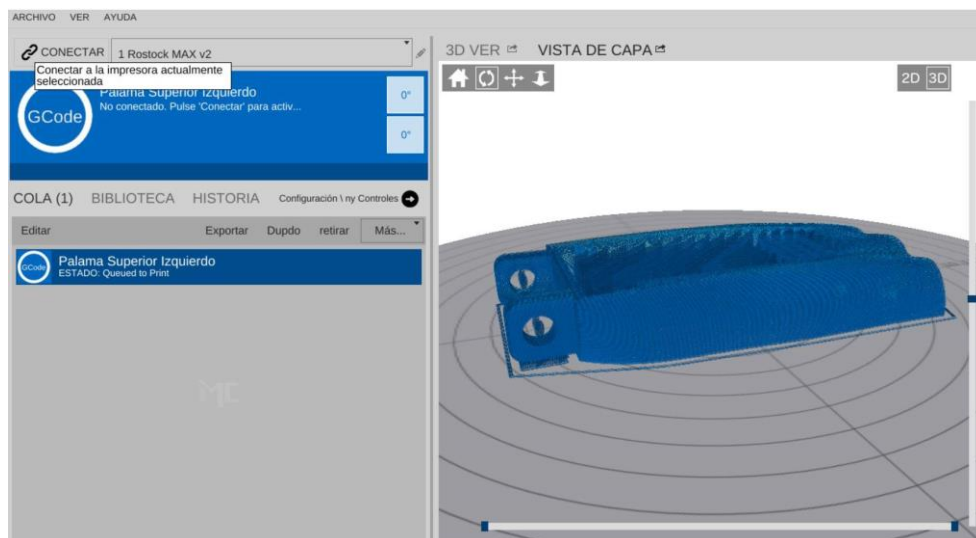 ARCHIVO VER AYUDA
CONECTAR 1 Rostock MAX v2
Conectar a la impresora actualmente
seleccionada
Palama Superior Izquierdo
No conectado. Pulse 'Conectar' para activ...
GCode
0°
0°
COLA (1) BIBLIOTECA HISTORIA Configuración \ ny Controles
Editar Exportar Dupdo retirar Más...
GCode
Palama Superior Izquierdo
ESTADO: Queued to Print
MC
3D VER VISTA DE CAPA
2D 3D